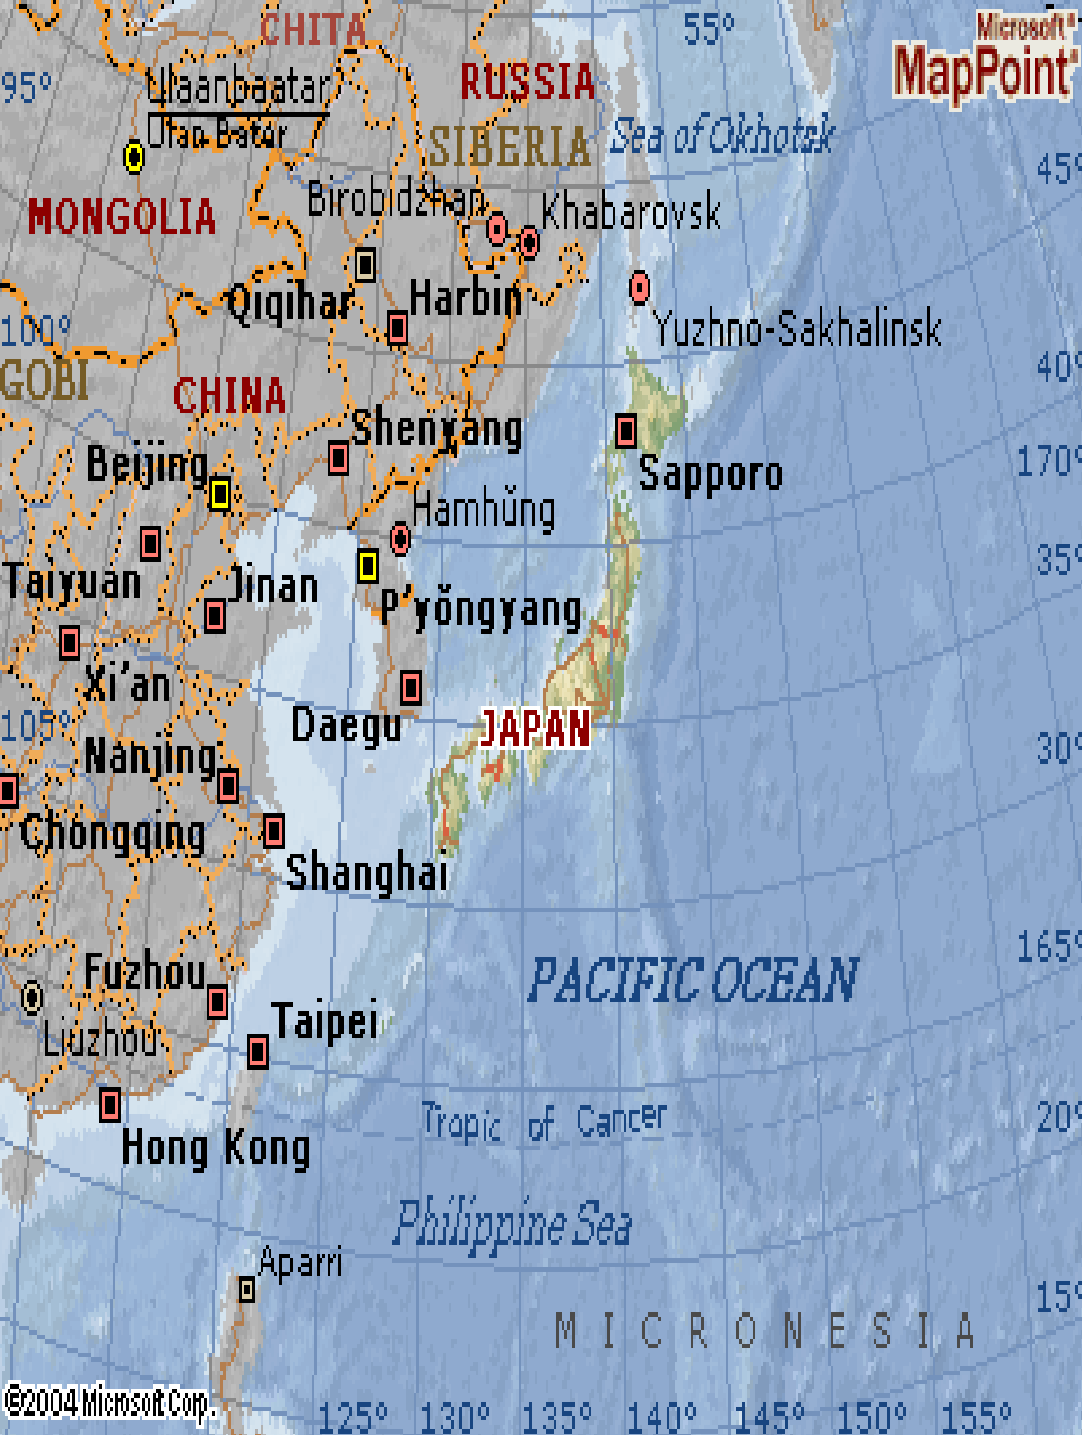 CHITA
55°
Microsoft®
MapPoint®
95°
Ulaanbaatar
Ulan Bator
RUSSIA
SIBERIA
Sea of Okhotsk
45°
MONGOLIA
Birobidzhan
Khabarovsk
Qiqihar
Harbin
100°
Yuzhno-Sakhalinsk
40°
GOBI
CHINA
Shenyang
Beijing
Sapporo
170°
Hamhŭng
35°
Taiyuan
Jinan
P'yŏngyang
Xi'an
105°
Daegu
JAPAN
30°
Nanjing
Chongqing
Shanghai
165°
Fuzhou
PACIFIC OCEAN
Taipei
Liuzhou
20°
Tropic of Cancer
Hong Kong
Philippine Sea
Aparri
15°
MICRONESIA
©2004 Microsoft Corp.
125° 130° 135° 140° 145° 150° 155°